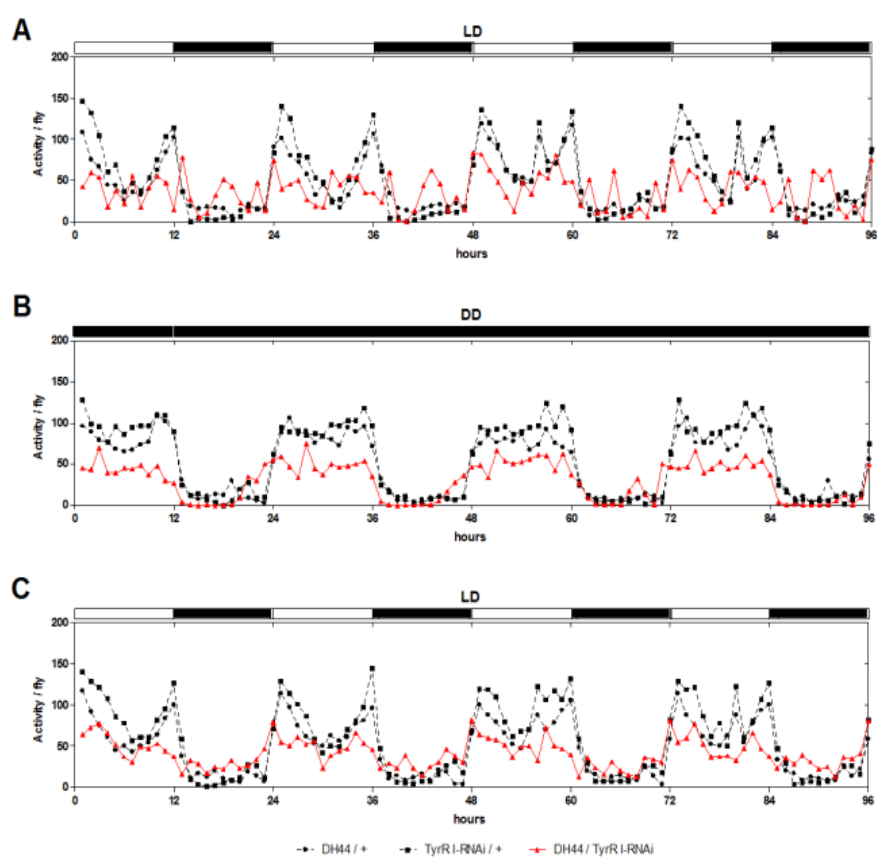 A
LD
200
150
100
50
0
Activity / fly
0 12 24 36 48 60 72 84 96
hours
B
DD
200
150
100
50
0
Activity / fly
0 12 24 36 48 60 72 84 96
hours
C
LD
200
150
100
50
0
Activity / fly
0 12 24 36 48 60 72 84 96
hours
DH44 / + TyrR I-RNAi / + DH44 / TyrR I-RNAi